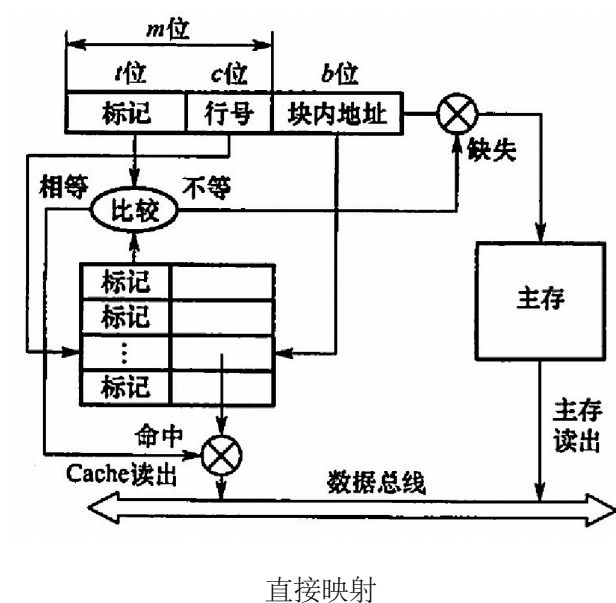 m位
t位 c位 b位
标记 行号 块内地址
缺失
相等 不等
比较
标记
标记
主存
⋮
标记
命中
主存
读出
Cache读出
数据总线
直接映射